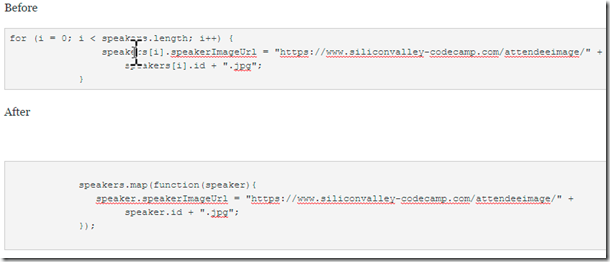 Before
for (i = 0; i < speakers.length; i++) {
speakers[i].speakerImageUrl = "https://www.siliconvalley-codecamp.com/attendeeimage/" +
speakers[i].id + ".jpg";
}
After
speakers.map(function(speaker){
speaker.speakerImageUrl = "https://www.siliconvalley-codecamp.com/attendeeimage/" +
speaker.id + ".jpg";
});